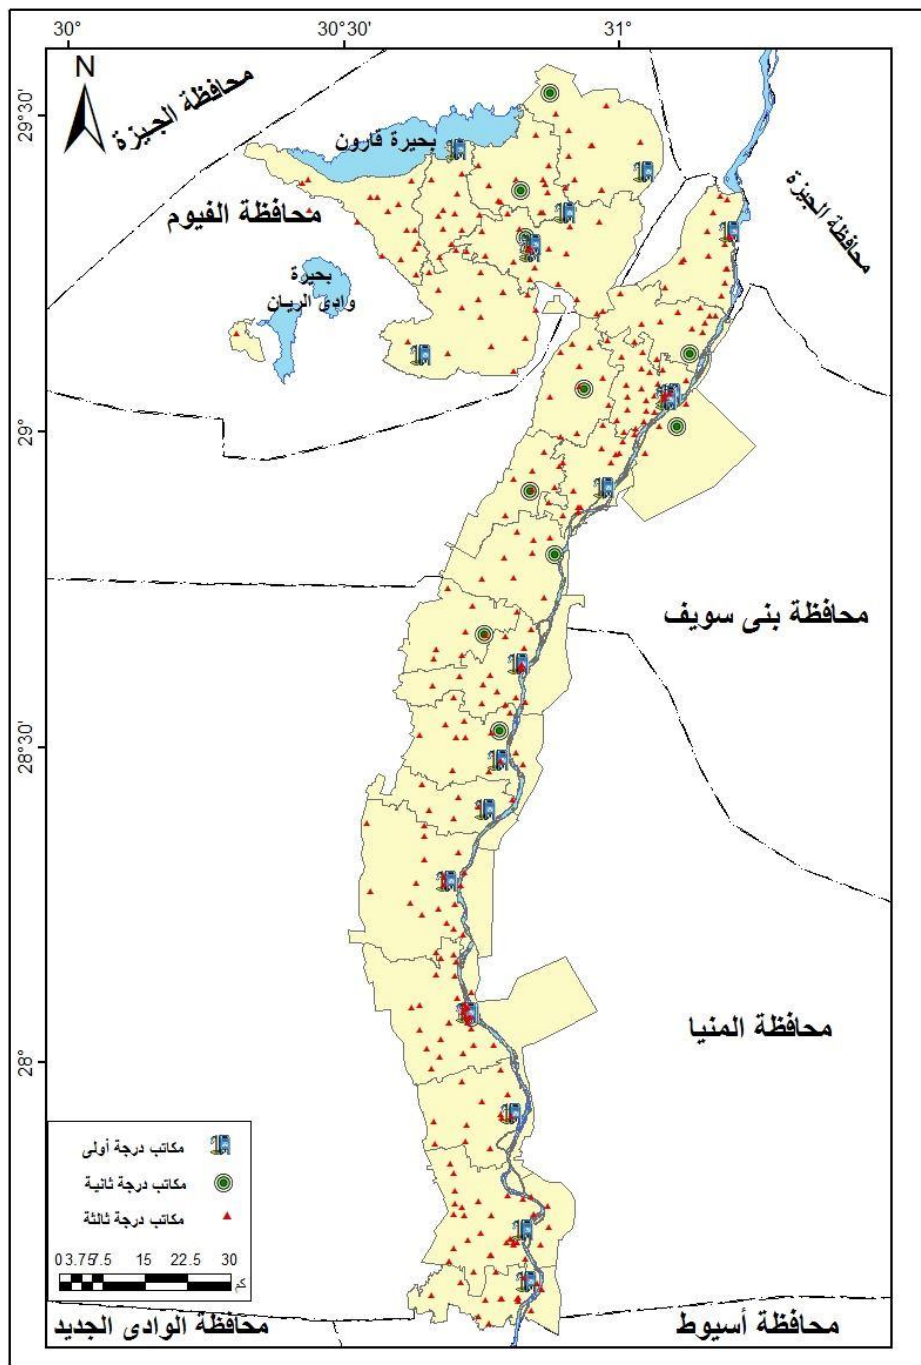 30°
30°30'
31°
N
29°30'
29°
28°30'
28°
محافظة الجيزة
بحيرة قارون
محافظة الجيزة
محافظة الفيوم
بحيرة
وادى الريان
محافظة بنى سويف
محافظة المنيا
مكاتب درجة أولى
مكاتب درجة ثانية
مكاتب درجة ثالثة
0 3.75 7.5 15 22.5 30
كم
محافظة الوادى الجديد
محافظة أسيوط